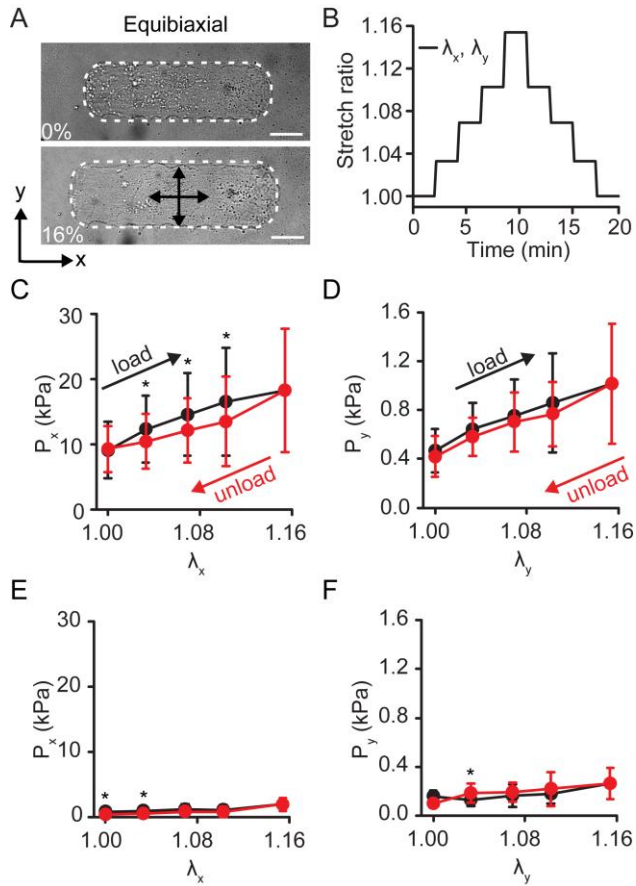 A
Equibiaxial
0%
16%
y
x
B
Stretch ratio
1.16
1.12
1.08
1.04
1.00
λx, λy
0 5 10 15 20
Time (min)
C
Px (kPa)
30
20
10
0
load
* * *
unload
1.00 1.08 1.16
λx
D
Py (kPa)
1.6
1.2
0.8
0.4
0.0
load
unload
1.00 1.08 1.16
λy
E
Px (kPa)
30
20
10
0
* *
1.00 1.08 1.16
λx
F
Py (kPa)
1.6
1.2
0.8
0.4
0.0
*
1.00 1.08 1.16
λy